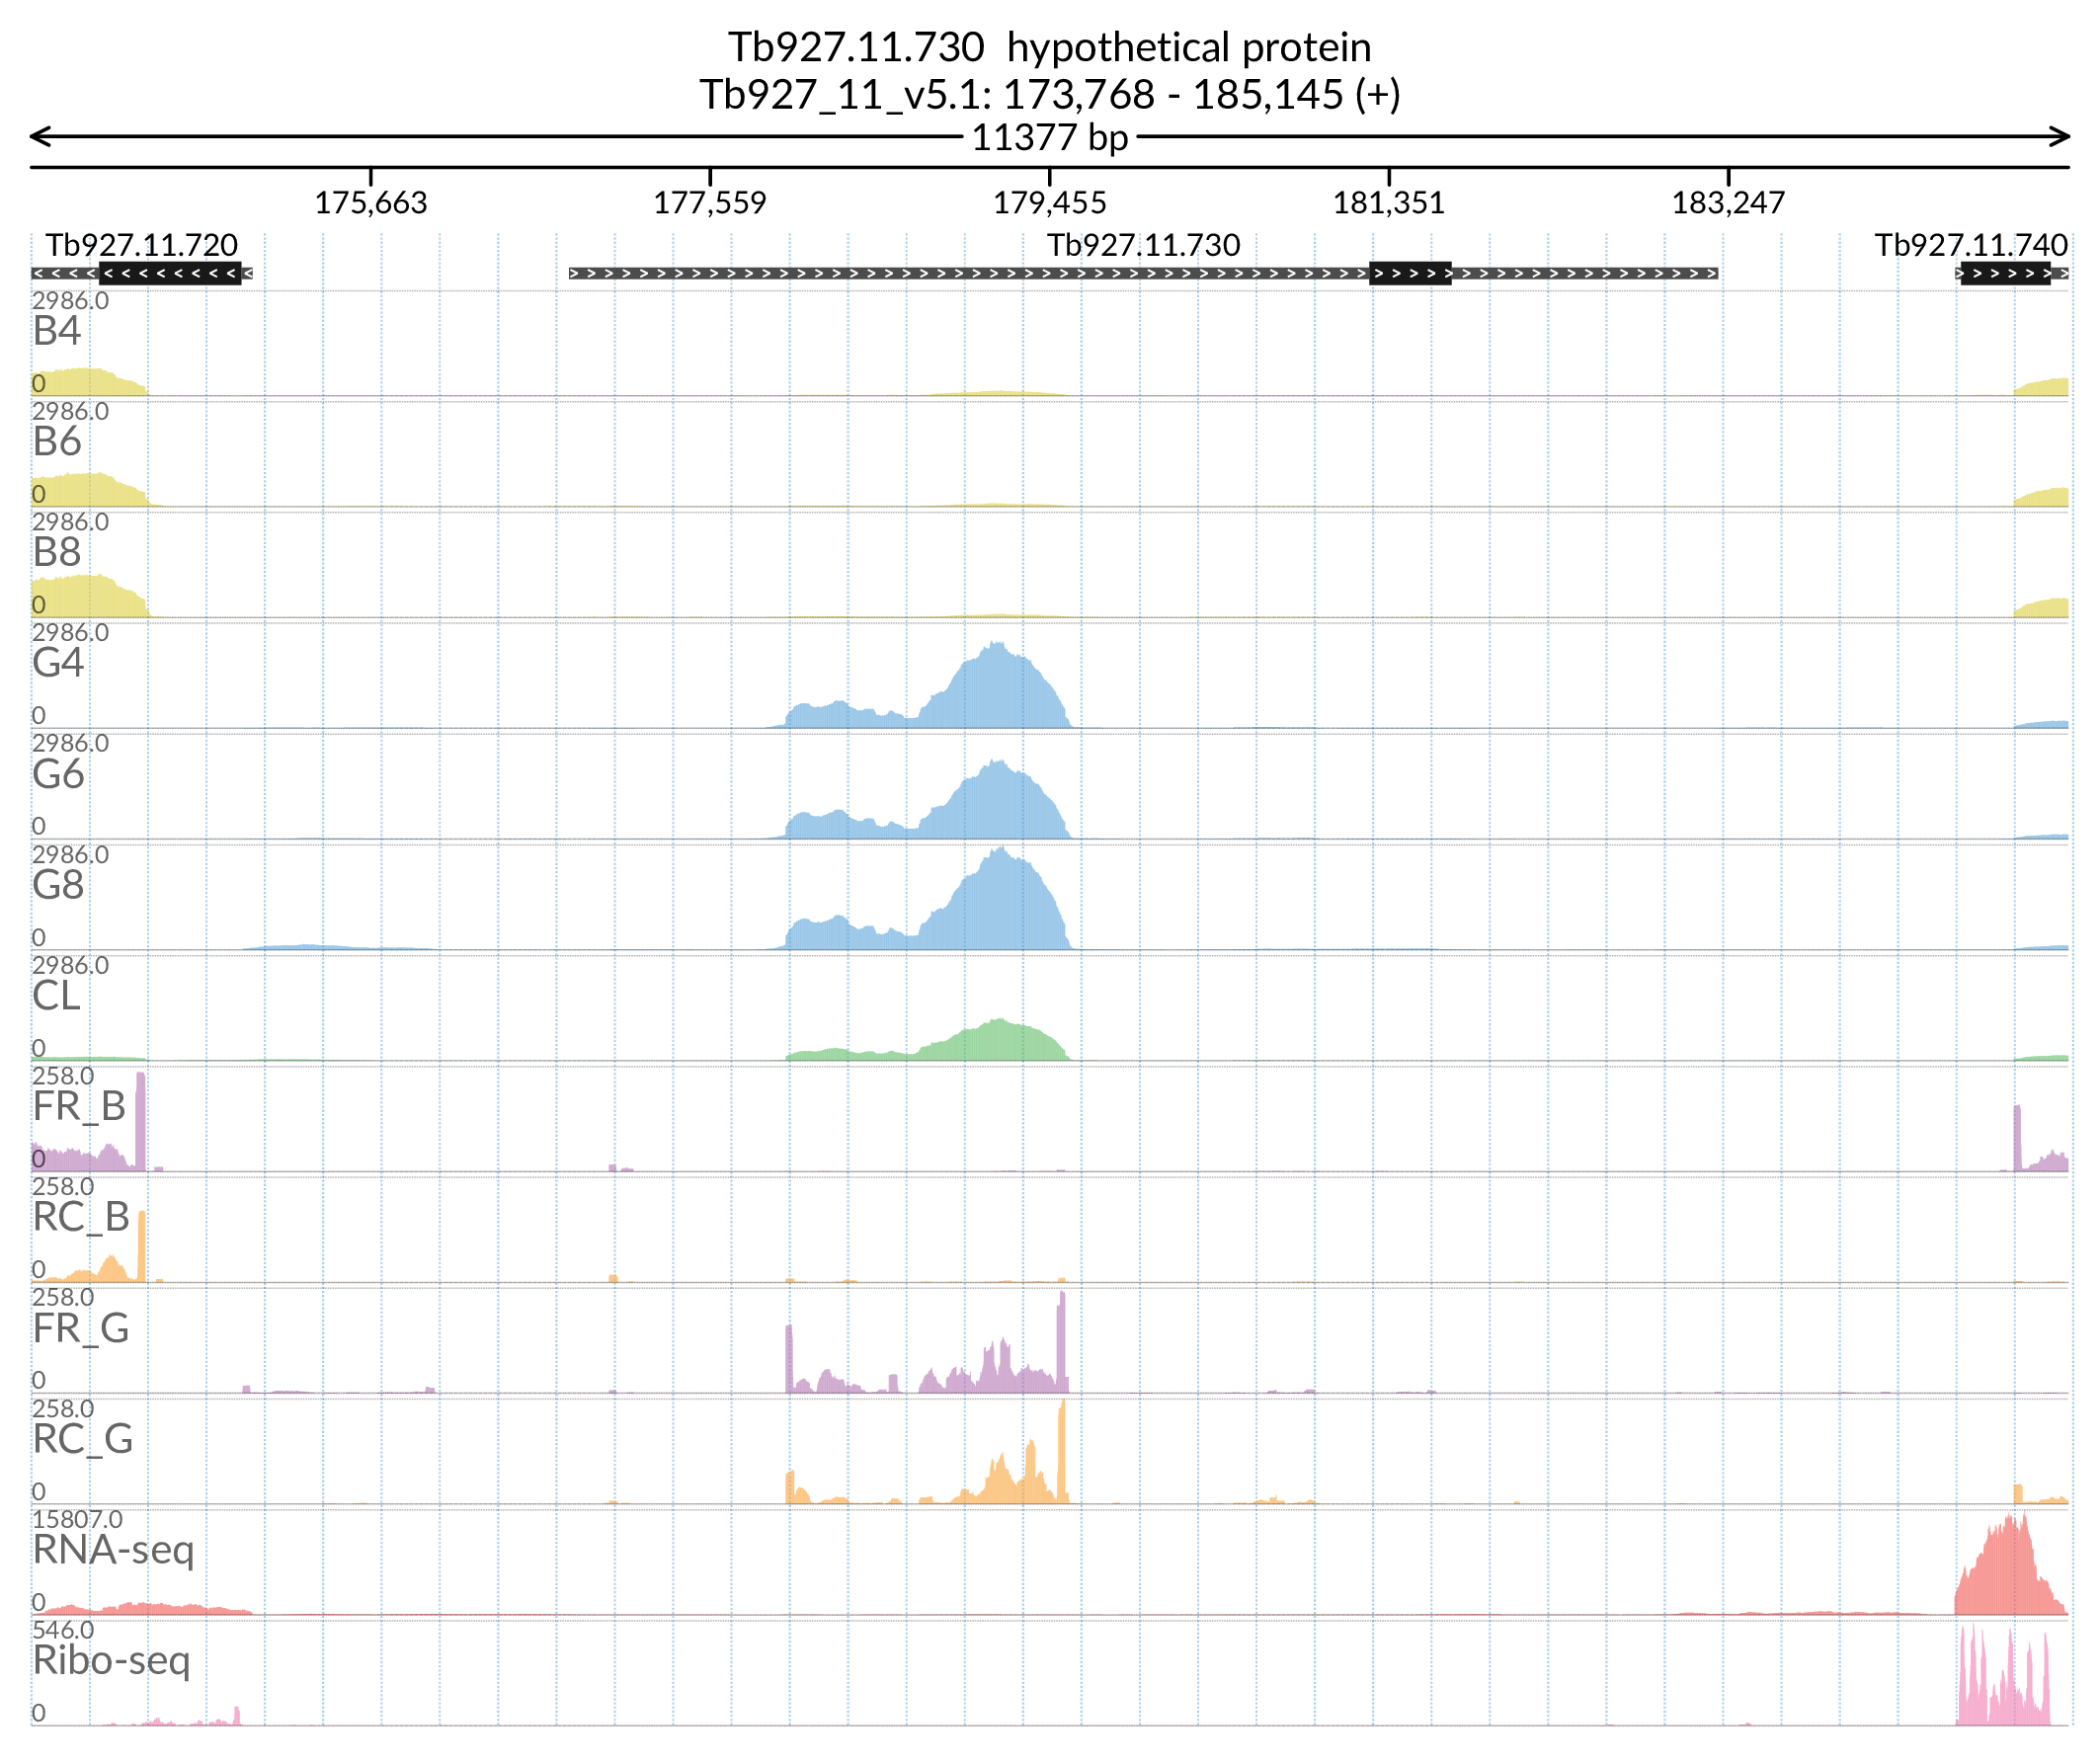 Tb927.11.730 hypothetical protein
Tb927_11_v5.1: 173,768 - 185,145 (+)
11377 bp
175,663 177,559 179,455 181,351 183,247
Tb927.11.720 Tb927.11.730 Tb927.11.740
2986.0
B4
0
2986.0
B6
0
2986.0
B8
0
2986.0
G4
0
2986.0
G6
0
2986.0
G8
0
2986.0
CL
0
258.0
FR_B
0
258.0
RC_B
0
258.0
FR_G
0
258.0
RC_G
0
15807.0
RNA-seq
0
546.0
Ribo-seq
0